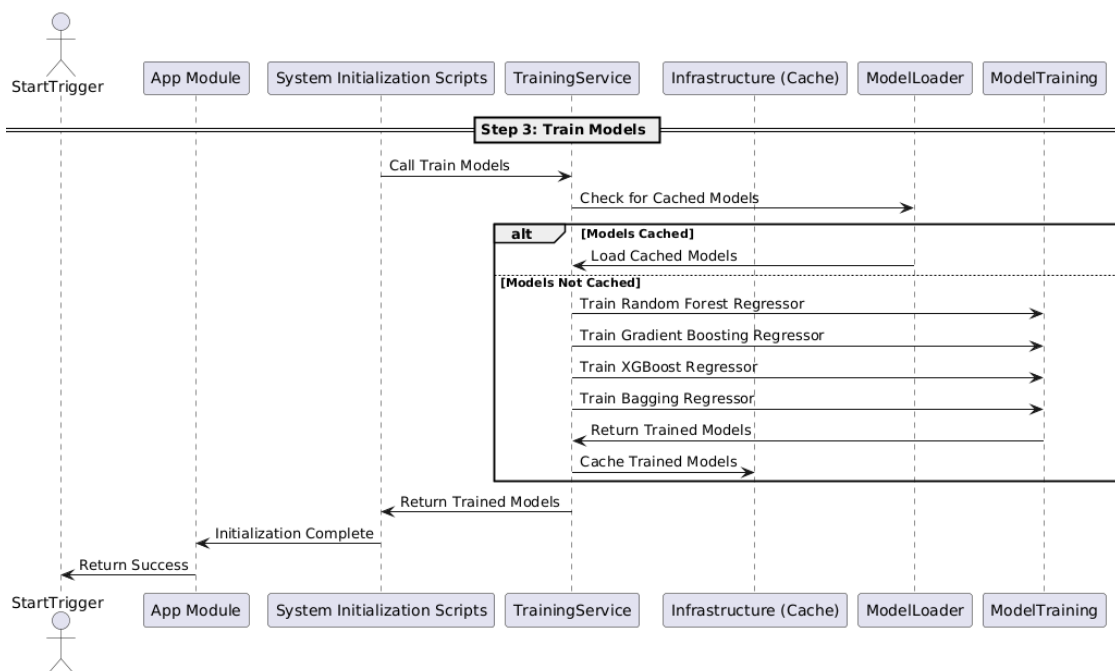 StartTrigger
App Module
System Initialization Scripts
TrainingService
Infrastructure (Cache)
ModelLoader
ModelTraining
Step 3: Train Models
Call Train Models
Check for Cached Models
alt
[Models Cached]
Load Cached Models
[Models Not Cached]
Train Random Forest Regressor
Train Gradient Boosting Regressor
Train XGBoost Regressor
Train Bagging Regressor
Return Trained Models
Cache Trained Models
Return Trained Models
Initialization Complete
Return Success
StartTrigger
App Module
System Initialization Scripts
TrainingService
Infrastructure (Cache)
ModelLoader
ModelTraining